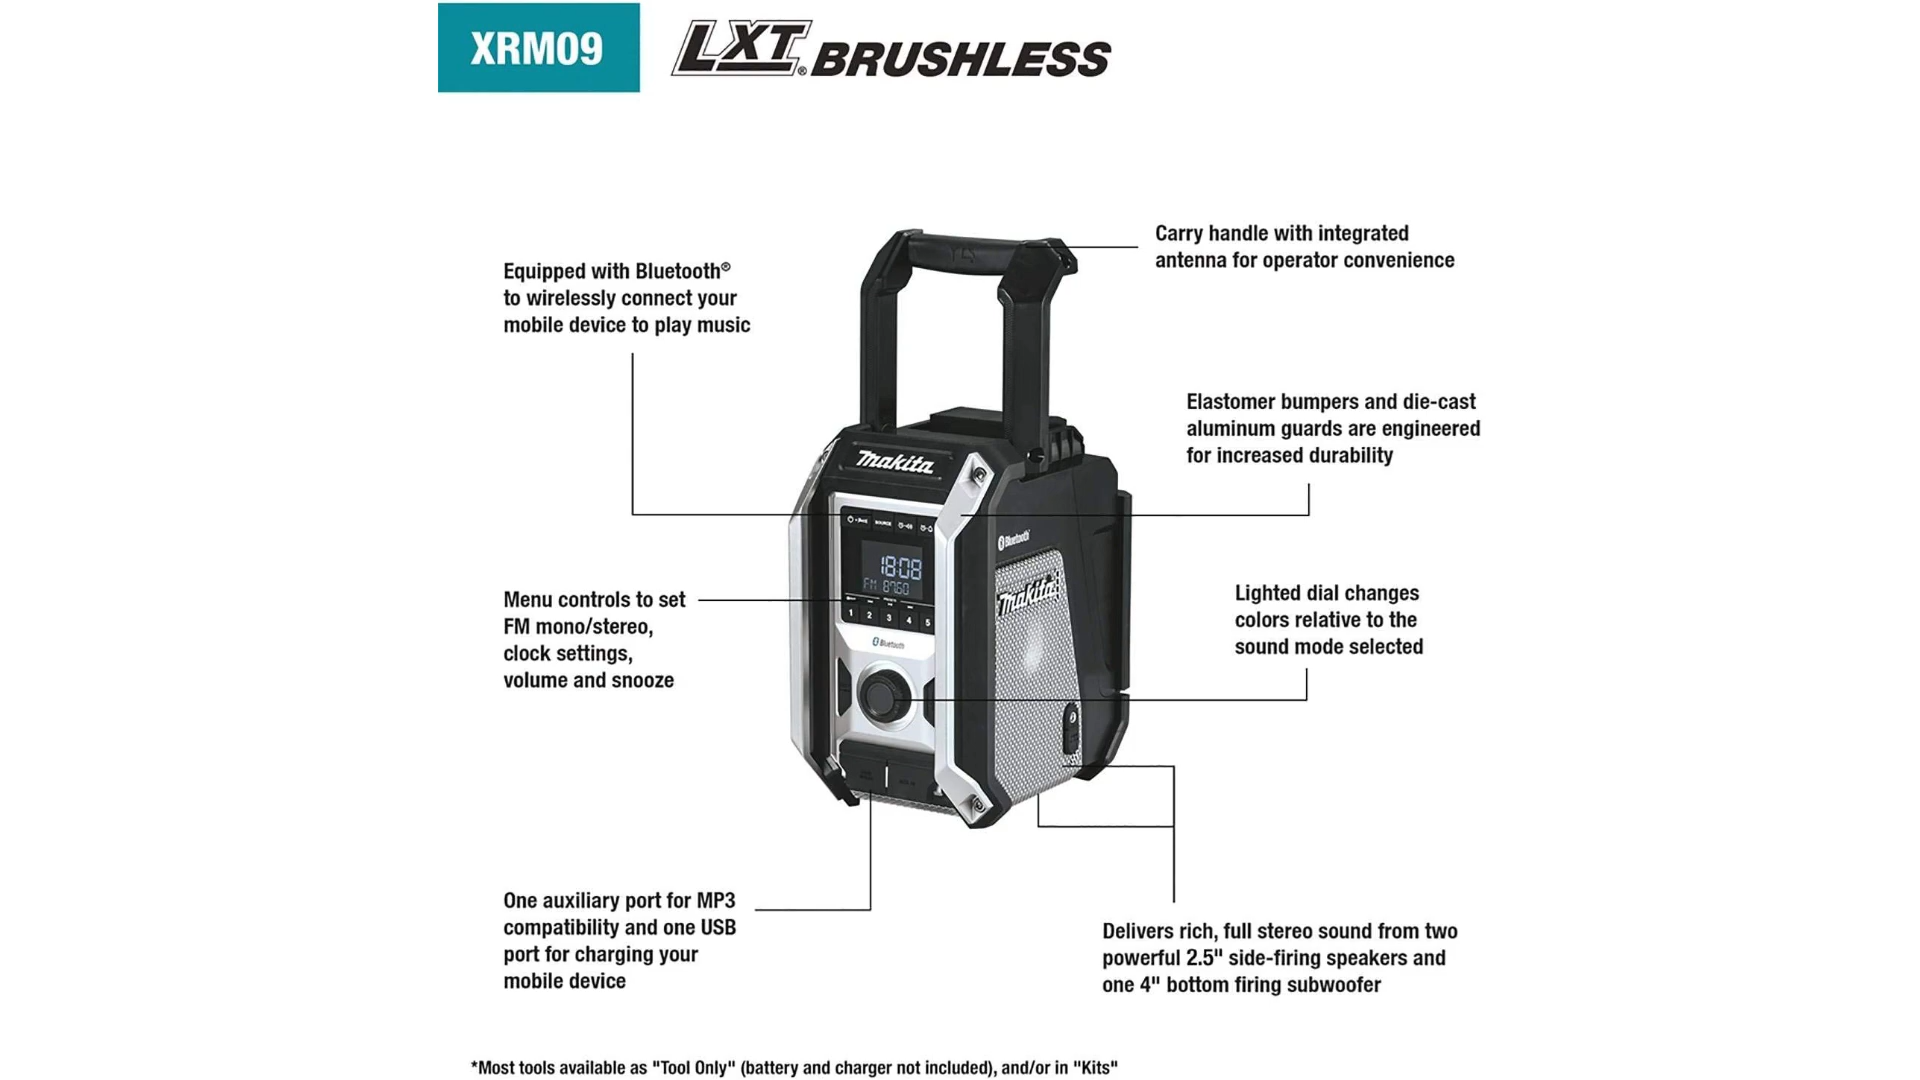 XRM09
LXT® BRUSHLESS
Carry handle with integrated
antenna for operator convenience
Equipped with Bluetooth®
to wirelessly connect your
mobile device to play music
Elastomer bumpers and die-cast
aluminum guards are engineered
for increased durability
Makita
SOURCE
18:08
FM 87.60
1 2 3 4 5
Bluetooth
Bluetooth
Makita
Menu controls to set
FM mono/stereo,
clock settings,
volume and snooze
Lighted dial changes
colors relative to the
sound mode selected
One auxiliary port for MP3
compatibility and one USB
port for charging your
mobile device
Delivers rich, full stereo sound from two
powerful 2.5" side-firing speakers and
one 4" bottom firing subwoofer
*Most tools available as "Tool Only" (battery and charger not included), and/or in "Kits"